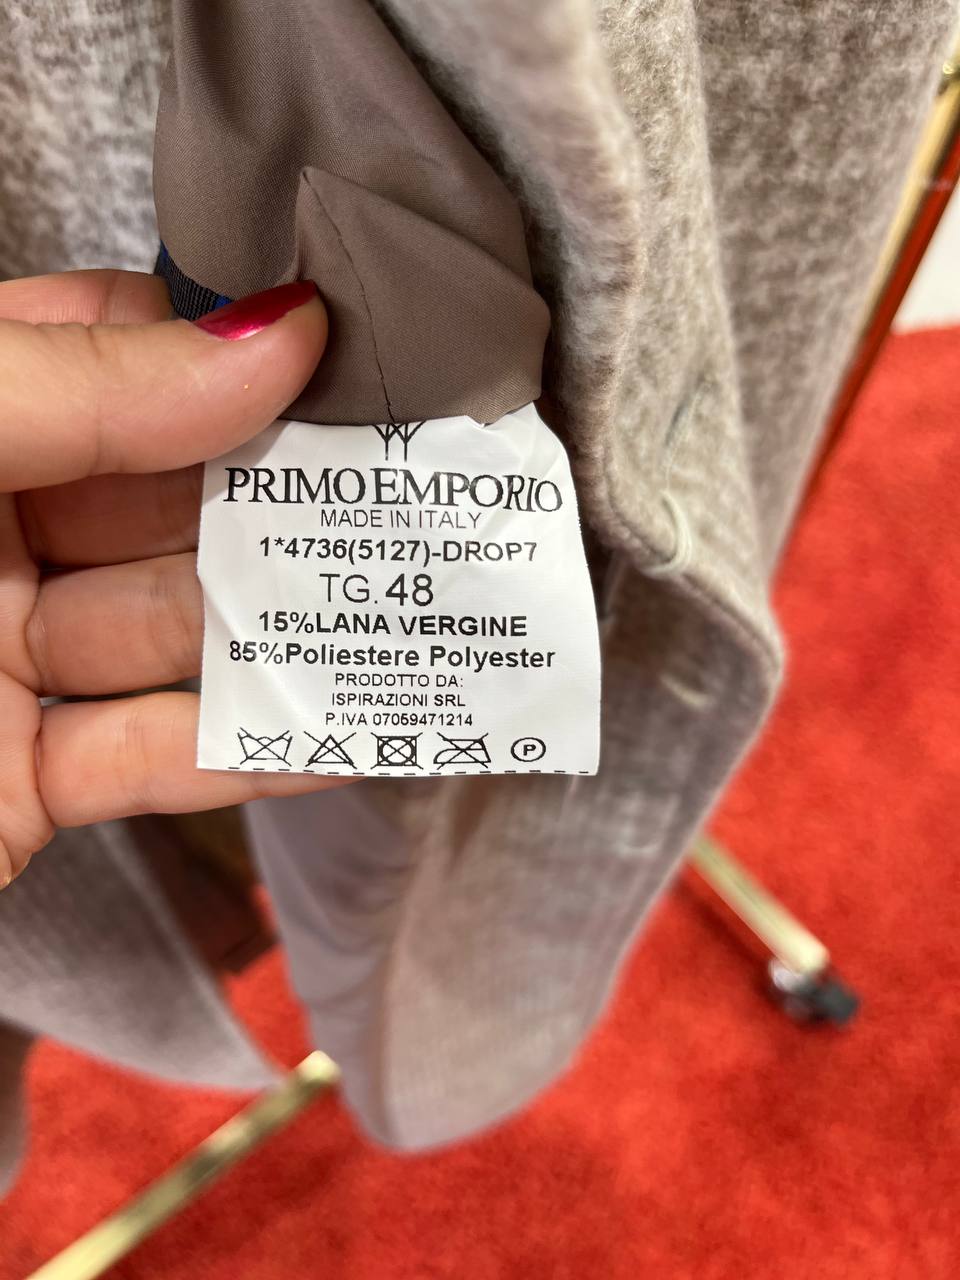 PRIMO EMPORIO
MADE IN ITALY
1*4736(5127)-DROP7
TG. 48
15%LANA VERGINE
85%Poliestere Polyester
PRODOTTO DA:
ISPIRAZIONI SRL
P.IVA 07059471214
P